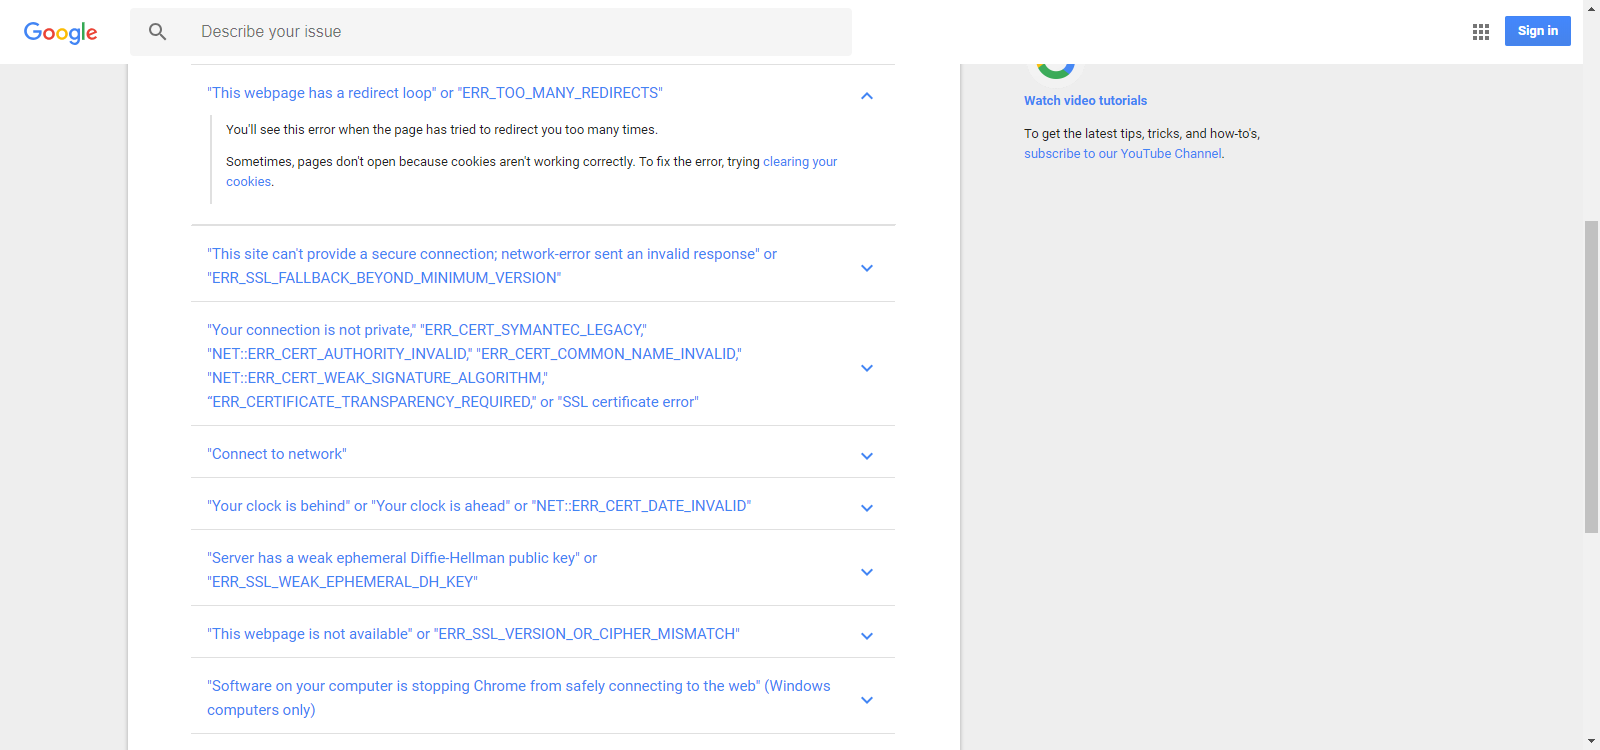 Google
Describe your issue
Sign in
"This webpage has a redirect loop" or "ERR_TOO_MANY_REDIRECTS"
You'll see this error when the page has tried to redirect you too many times.
Sometimes, pages don't open because cookies aren't working correctly. To fix the error, trying clearing your
cookies.
"This site can't provide a secure connection; network-error sent an invalid response" or
"ERR_SSL_FALLBACK_BEYOND_MINIMUM_VERSION"
"Your connection is not private," "ERR_CERT_SYMANTEC_LEGACY,"
"NET::ERR_CERT_AUTHORITY_INVALID," "ERR_CERT_COMMON_NAME_INVALID,"
"NET::ERR_CERT_WEAK_SIGNATURE_ALGORITHM,"
“ERR_CERTIFICATE_TRANSPARENCY_REQUIRED," or "SSL certificate error"
"Connect to network"
"Your clock is behind" or "Your clock is ahead" or "NET::ERR_CERT_DATE_INVALID"
"Server has a weak ephemeral Diffie-Hellman public key" or
"ERR_SSL_WEAK_EPHEMERAL_DH_KEY"
"This webpage is not available" or "ERR_SSL_VERSION_OR_CIPHER_MISMATCH"
"Software on your computer is stopping Chrome from safely connecting to the web" (Windows
computers only)
Watch video tutorials
To get the latest tips, tricks, and how-to's,
subscribe to our YouTube Channel.